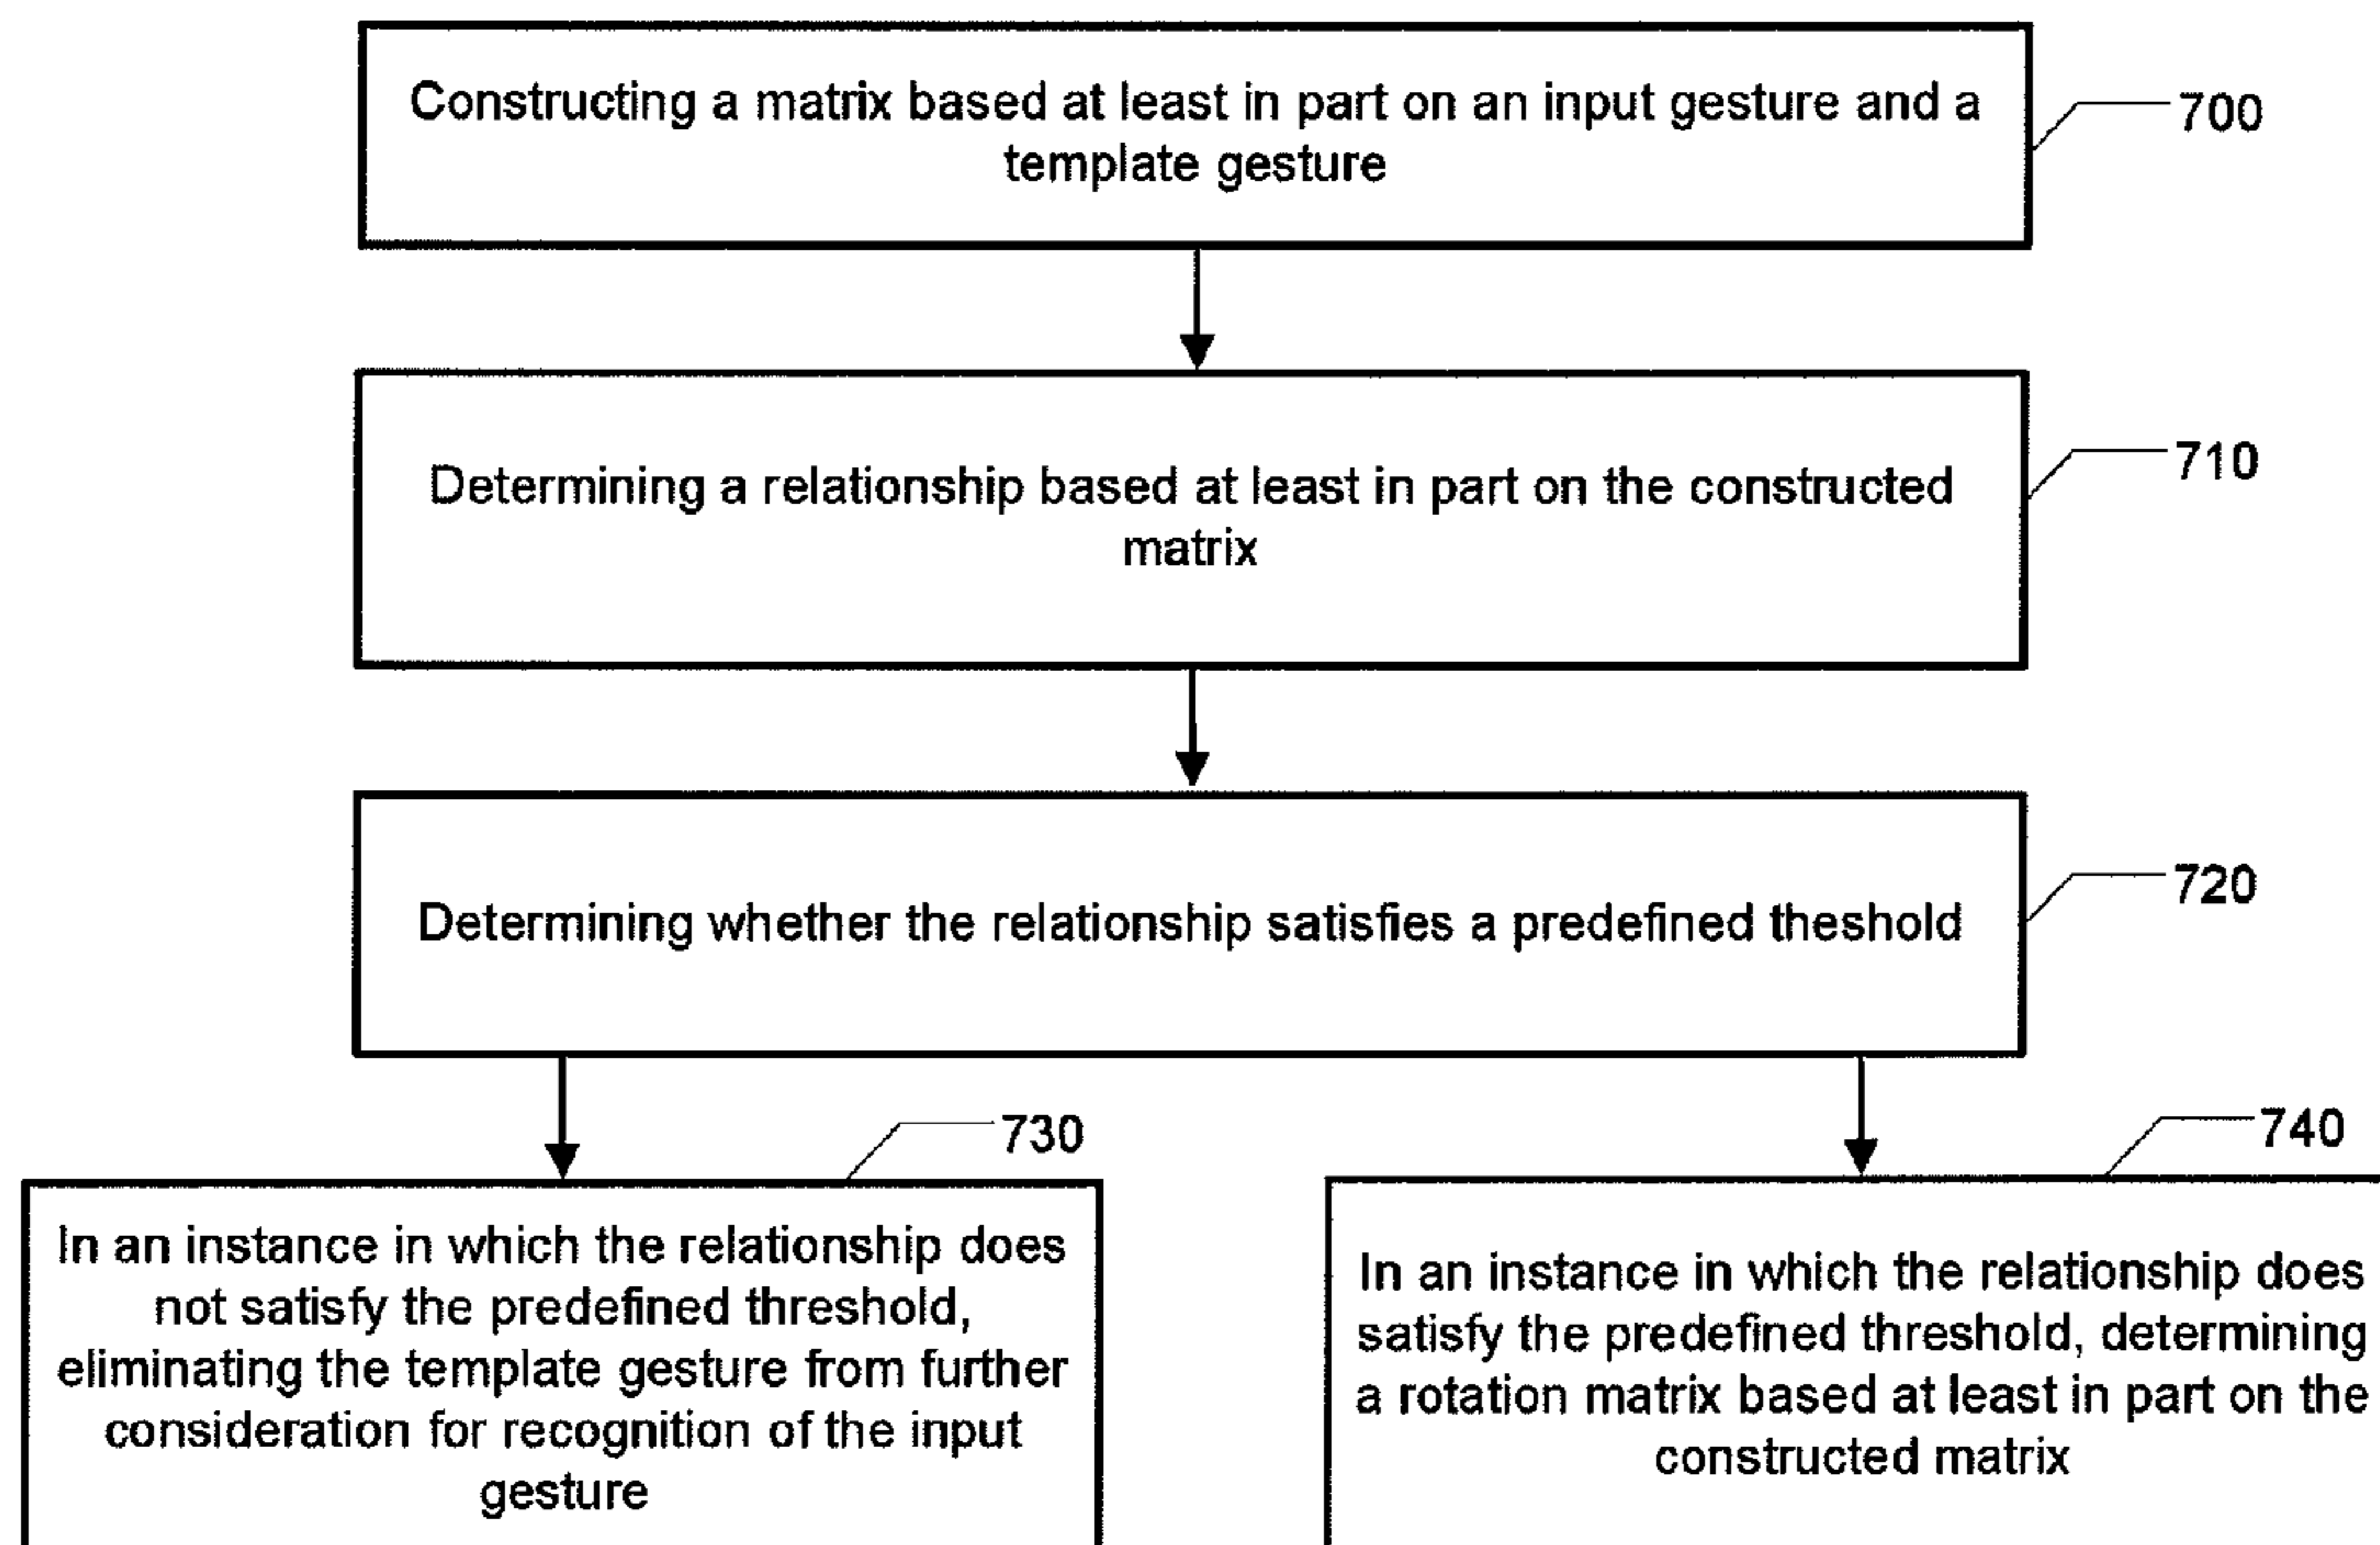 Constructing a matrix based at least in part on an input gesture and a
template gesture
700
Determining a relationship based at least in part on the constructed
matrix
710
Determining whether the relationship satisfies a predefined theshold
720
730
In an instance in which the relationship does
not satisfy the predefined threshold,
eliminating the template gesture from further
consideration for recognition of the input
gesture
740
In an instance in which the relationship does
satisfy the predefined threshold, determining
a rotation matrix based at least in part on the
constructed matrix